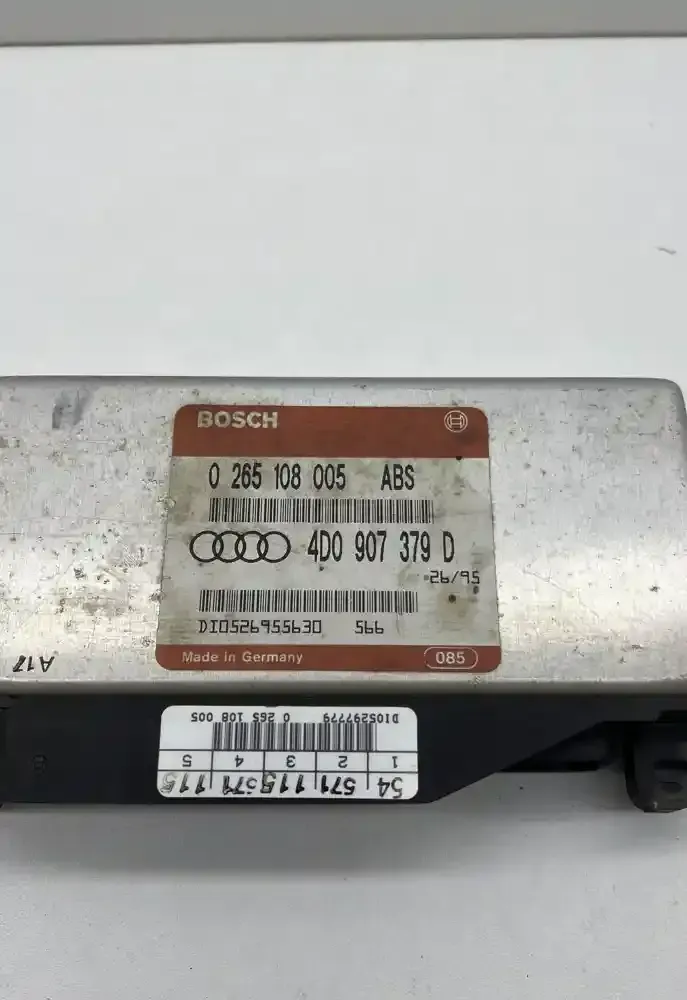 BOSCH
0 265 108 005 ABS
4D0 907 379 D
26/95
DI0526955630 566
Made in Germany 085
A17
DI052977779 0 265 108 005
1 2 3 4 5
54 571 115 571 115